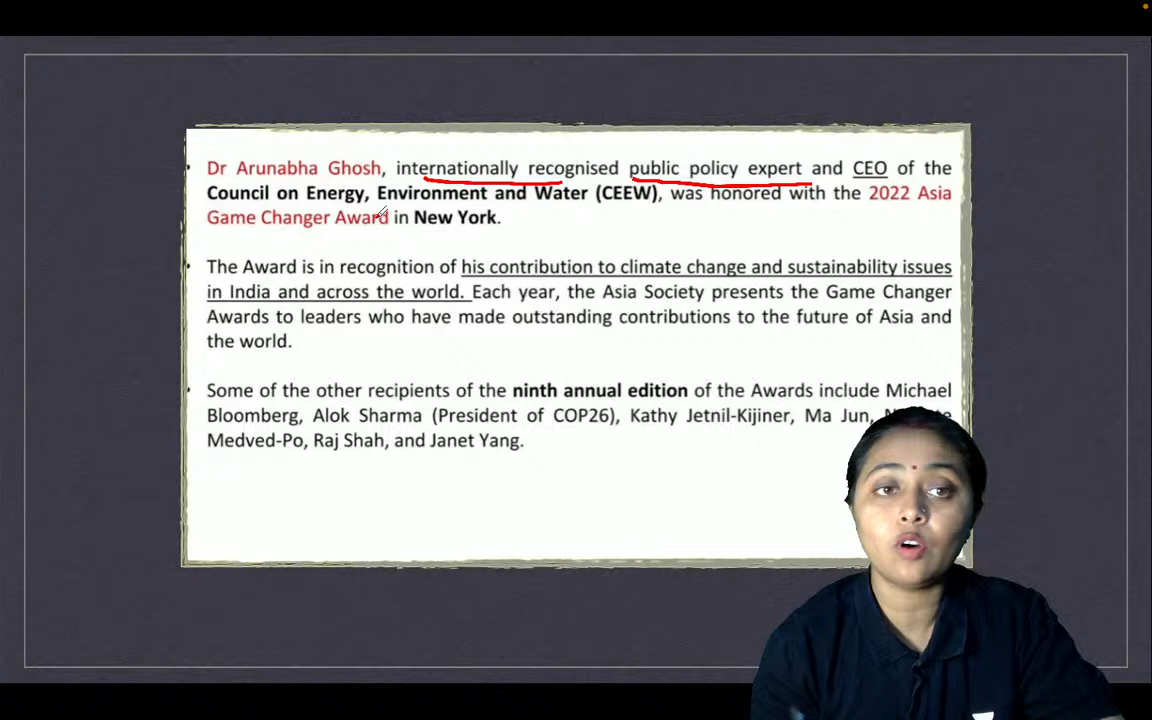 Dr Arunabha Ghosh, internationally recognised public policy expert and CEO of the
Council on Energy, Environment and Water (CEEW), was honored with the 2022 Asia
Game Changer Award in New York.
The Award is in recognition of his contribution to climate change and sustainability issues
in India and across the world. Each year, the Asia Society presents the Game Changer
Awards to leaders who have made outstanding contributions to the future of Asia and
the world.
Some of the other recipients of the ninth annual edition of the Awards include Michael
Bloomberg, Alok Sharma (President of COP26), Kathy Jetnil-Kijiner, Ma Jun,
Medved-Po, Raj Shah, and Janet Yang.